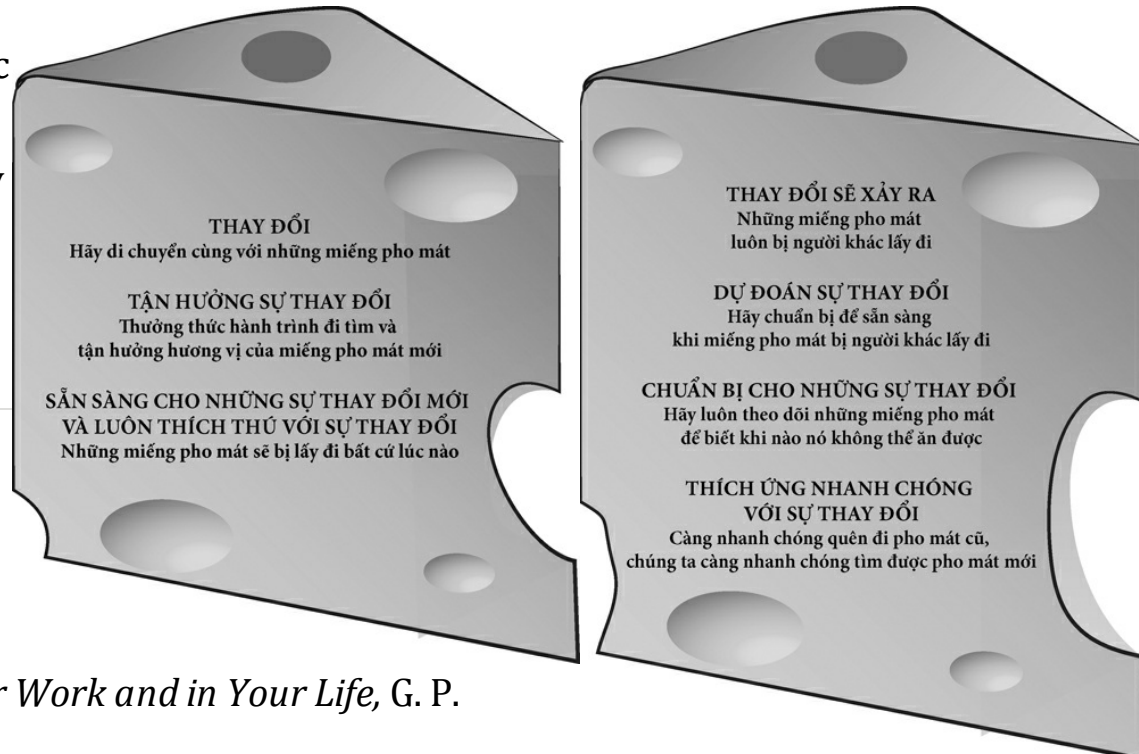 c
y
THAY ĐỔI
Hãy di chuyển cùng với những miếng pho mát
TẬN HƯỞNG SỰ THAY ĐỔI
Thưởng thức hành trình đi tìm và
tận hưởng hương vị của miếng pho mát mới
SẴN SÀNG CHO NHỮNG SỰ THAY ĐỔI MỚI
VÀ LUÔN THÍCH THÚ VỚI SỰ THAY ĐỔI
Những miếng pho mát sẽ bị lấy đi bất cứ lúc nào
THAY ĐỔI SẼ XẢY RA
Những miếng pho mát
luôn bị người khác lấy đi
DỰ ĐOÁN SỰ THAY ĐỔI
Hãy chuẩn bị để sẵn sàng
khi miếng pho mát bị người khác lấy đi
CHUẨN BỊ CHO NHỮNG SỰ THAY ĐỔI
Hãy luôn theo dõi những miếng pho mát
để biết khi nào nó không thể ăn được
THÍCH ỨNG NHANH CHÓNG
VỚI SỰ THAY ĐỔI
Càng nhanh chóng quên đi pho mát cũ,
chúng ta càng nhanh chóng tìm được pho mát mới
r Work and in Your Life, G. P.